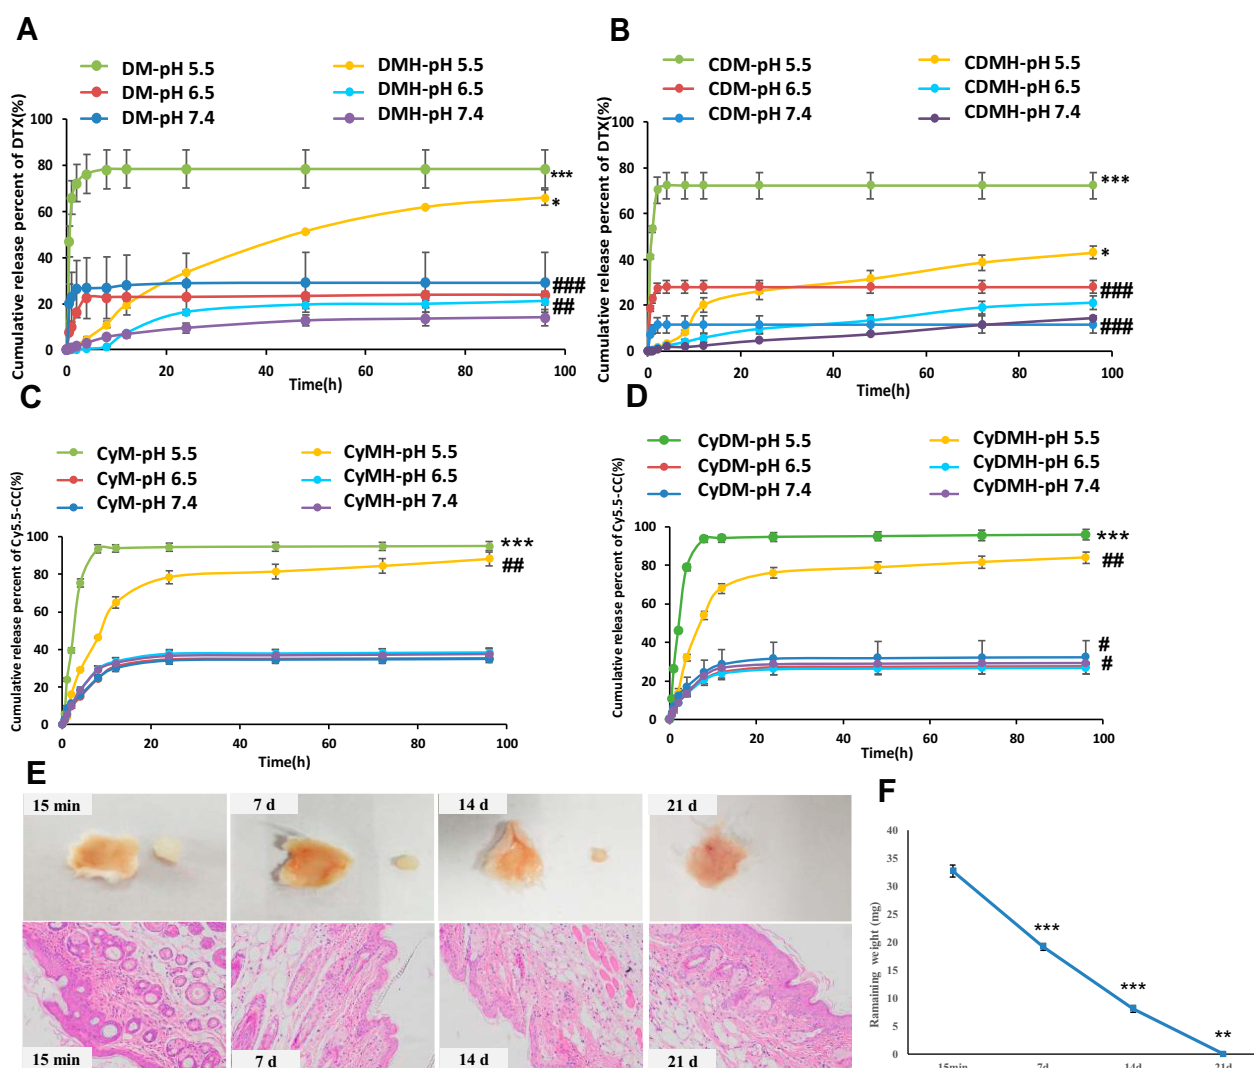 A
DM-pH 5.5
DMH-pH 5.5
DM-pH 6.5
DMH-pH 6.5
DM-pH 7.4
DMH-pH 7.4
Cumulative release percent of DTX(%)
100
80
60
40
20
0
***
*
###
##
0 20 40 60 80 100
Time(h)
B
CDM-pH 5.5
CDMH-pH 5.5
CDM-pH 6.5
CDMH-pH 6.5
CDM-pH 7.4
CDMH-pH 7.4
Cumulative release percent of DTX(%)
100
80
60
40
20
0
***
*
###
###
0 20 40 60 80 100
Time(h)
C
CyM-pH 5.5
CyMH-pH 5.5
CyM-pH 6.5
CyMH-pH 6.5
CyM-pH 7.4
CyMH-pH 7.4
Cumulative release percent of Cy5.5-CC(%)
100
80
60
40
20
0
***
##
0 20 40 60 80 100
Time(h)
D
CyDM-pH 5.5
CyDMH-pH 5.5
CyDM-pH 6.5
CyDMH-pH 6.5
CyDM-pH 7.4
CyDMH-pH 7.4
Cumulative release percent of Cy5.5-CC(%)
100
80
60
40
20
0
***
##
#
#
0 20 40 60 80 100
Time(h)
E
15 min 7 d 14 d 21 d
15 min 7 d 14 d 21 d
F
Ramaining weight (mg)
40
35
30
25
20
15
10
5
0
***
***
**
15min 7d 14d 21d